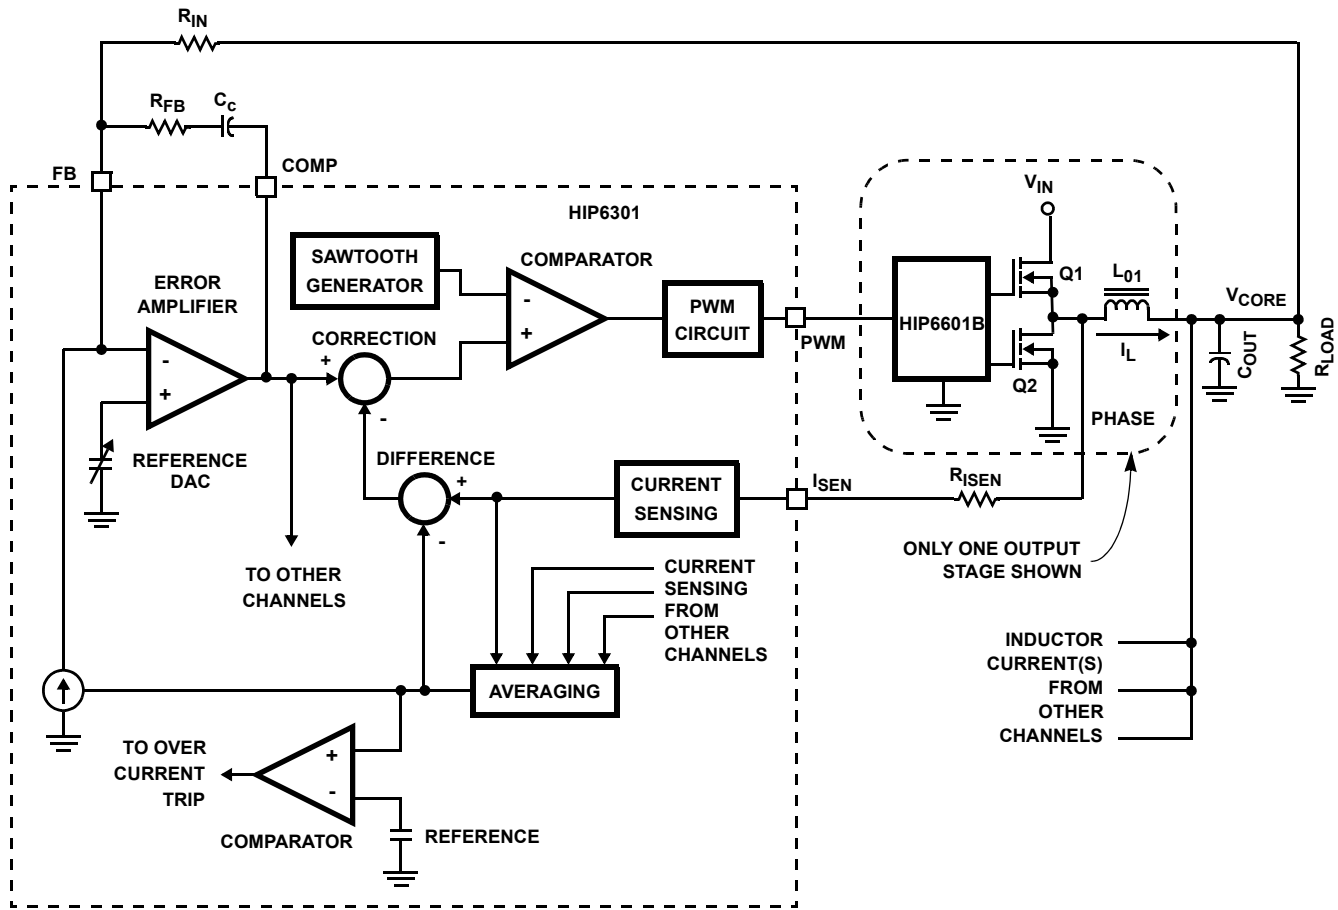 RIN
RFB
Cc
FB
COMP
HIP6301
VIN
SAWTOOTH
GENERATOR
COMPARATOR
ERROR
AMPLIFIER
-
+
CORRECTION
+
-
-
+
PWM
CIRCUIT
PWM
HIP6601B
Q1
Q2
L01
IL
VCORE
COUT
RLOAD
PHASE
REFERENCE
DAC
DIFFERENCE
+
-
CURRENT
SENSING
ISEN
RISEN
ONLY ONE OUTPUT
STAGE SHOWN
TO OTHER
CHANNELS
CURRENT
SENSING
FROM
OTHER
CHANNELS
AVERAGING
INDUCTOR
CURRENT(S)
FROM
OTHER
CHANNELS
TO OVER
CURRENT
TRIP
+
-
COMPARATOR
REFERENCE